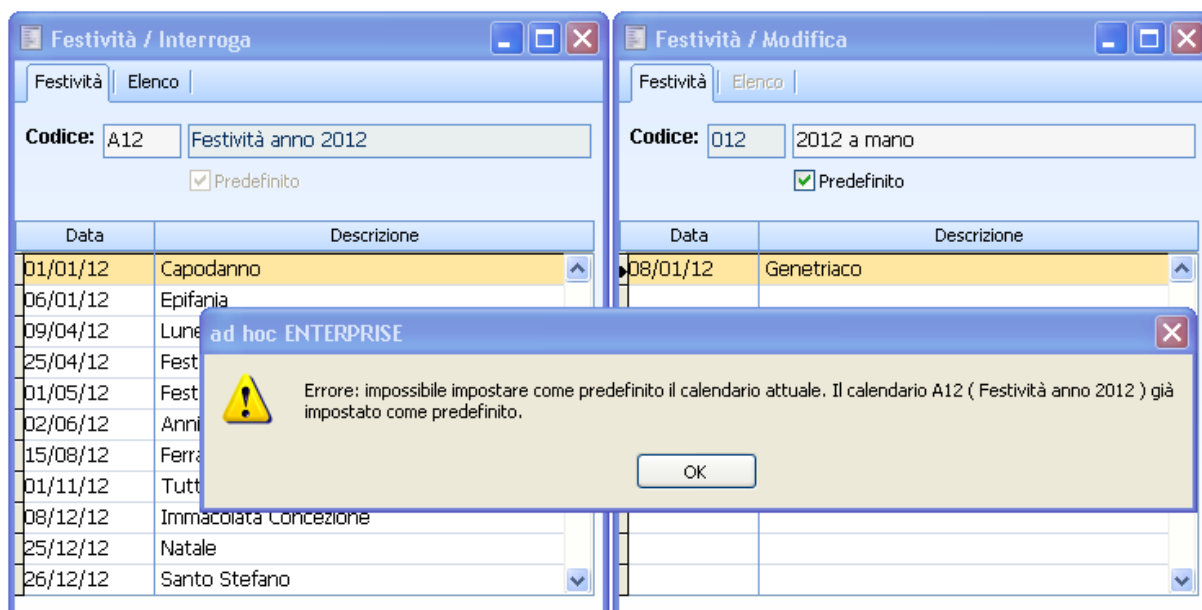 Festività / Interroga
Festività Elenco
Codice: A12 Festività anno 2012
Predefinito
Data Descrizione
01/01/12 Capodanno
06/01/12 Epifania
09/04/12 Lune
25/04/12 Fest
01/05/12 Fest
02/06/12 Anni
15/08/12 Ferra
01/11/12 Tutt
08/12/12 Immacolata Concezione
25/12/12 Natale
26/12/12 Santo Stefano
Festività / Modifica
Festività Elenco
Codice: 012 2012 a mano
Predefinito
Data Descrizione
08/01/12 Genetriaco
ad hoc ENTERPRISE
Errore: impossibile impostare come predefinito il calendario attuale. Il calendario A12 ( Festività anno 2012 ) già
impostato come predefinito.
OK